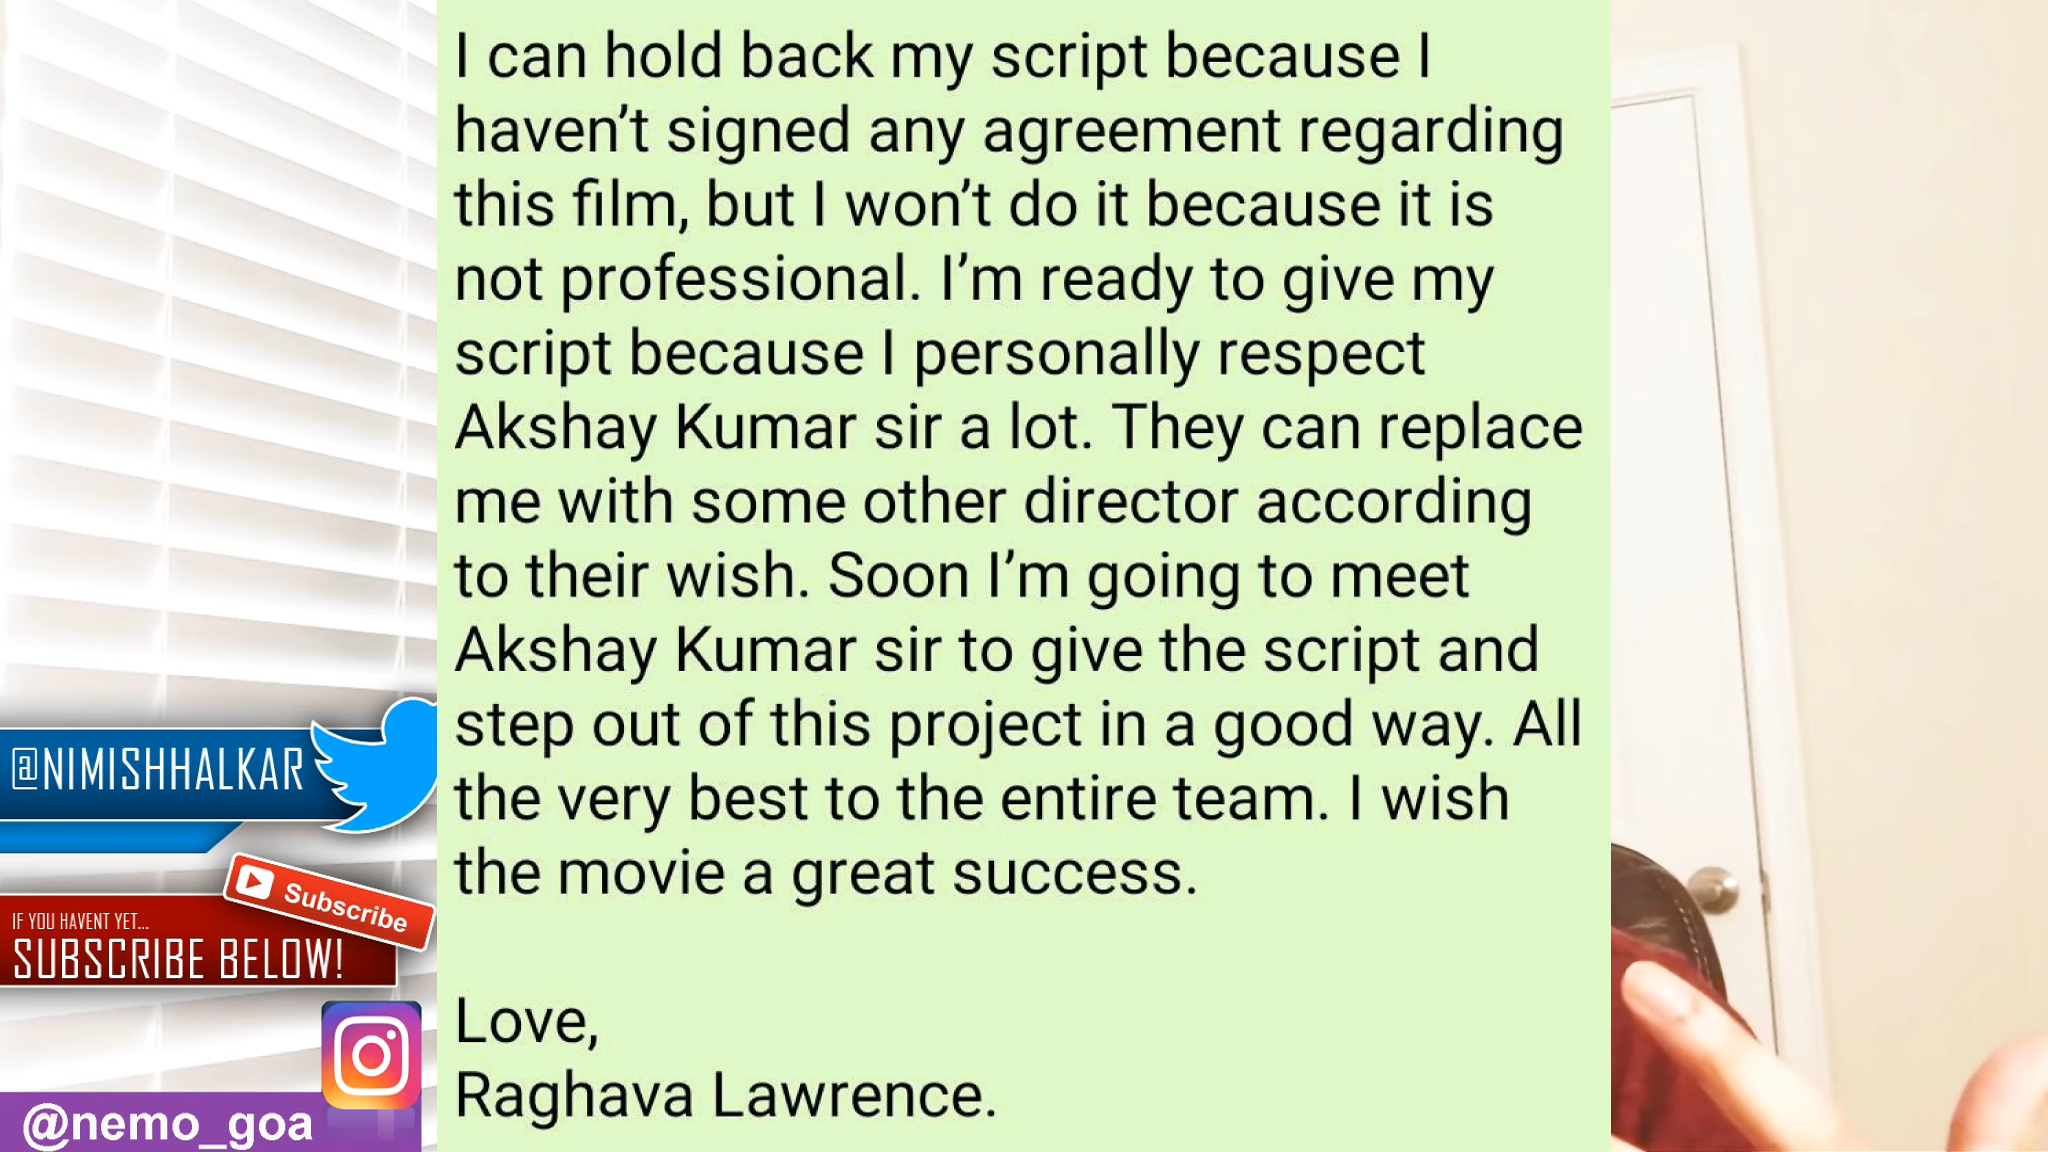 I can hold back my script because I
haven’t signed any agreement regarding
this film, but I won’t do it because it is
not professional. I’m ready to give my
script because I personally respect
Akshay Kumar sir a lot. They can replace
me with some other director according
to their wish. Soon I’m going to meet
Akshay Kumar sir to give the script and
step out of this project in a good way. All
the very best to the entire team. I wish
the movie a great success.
Love,
Raghava Lawrence.
@NIMISHHALKAR
Subscribe
IF YOU HAVENT YET...
SUBSCRIBE BELOW!
@nemo_goa